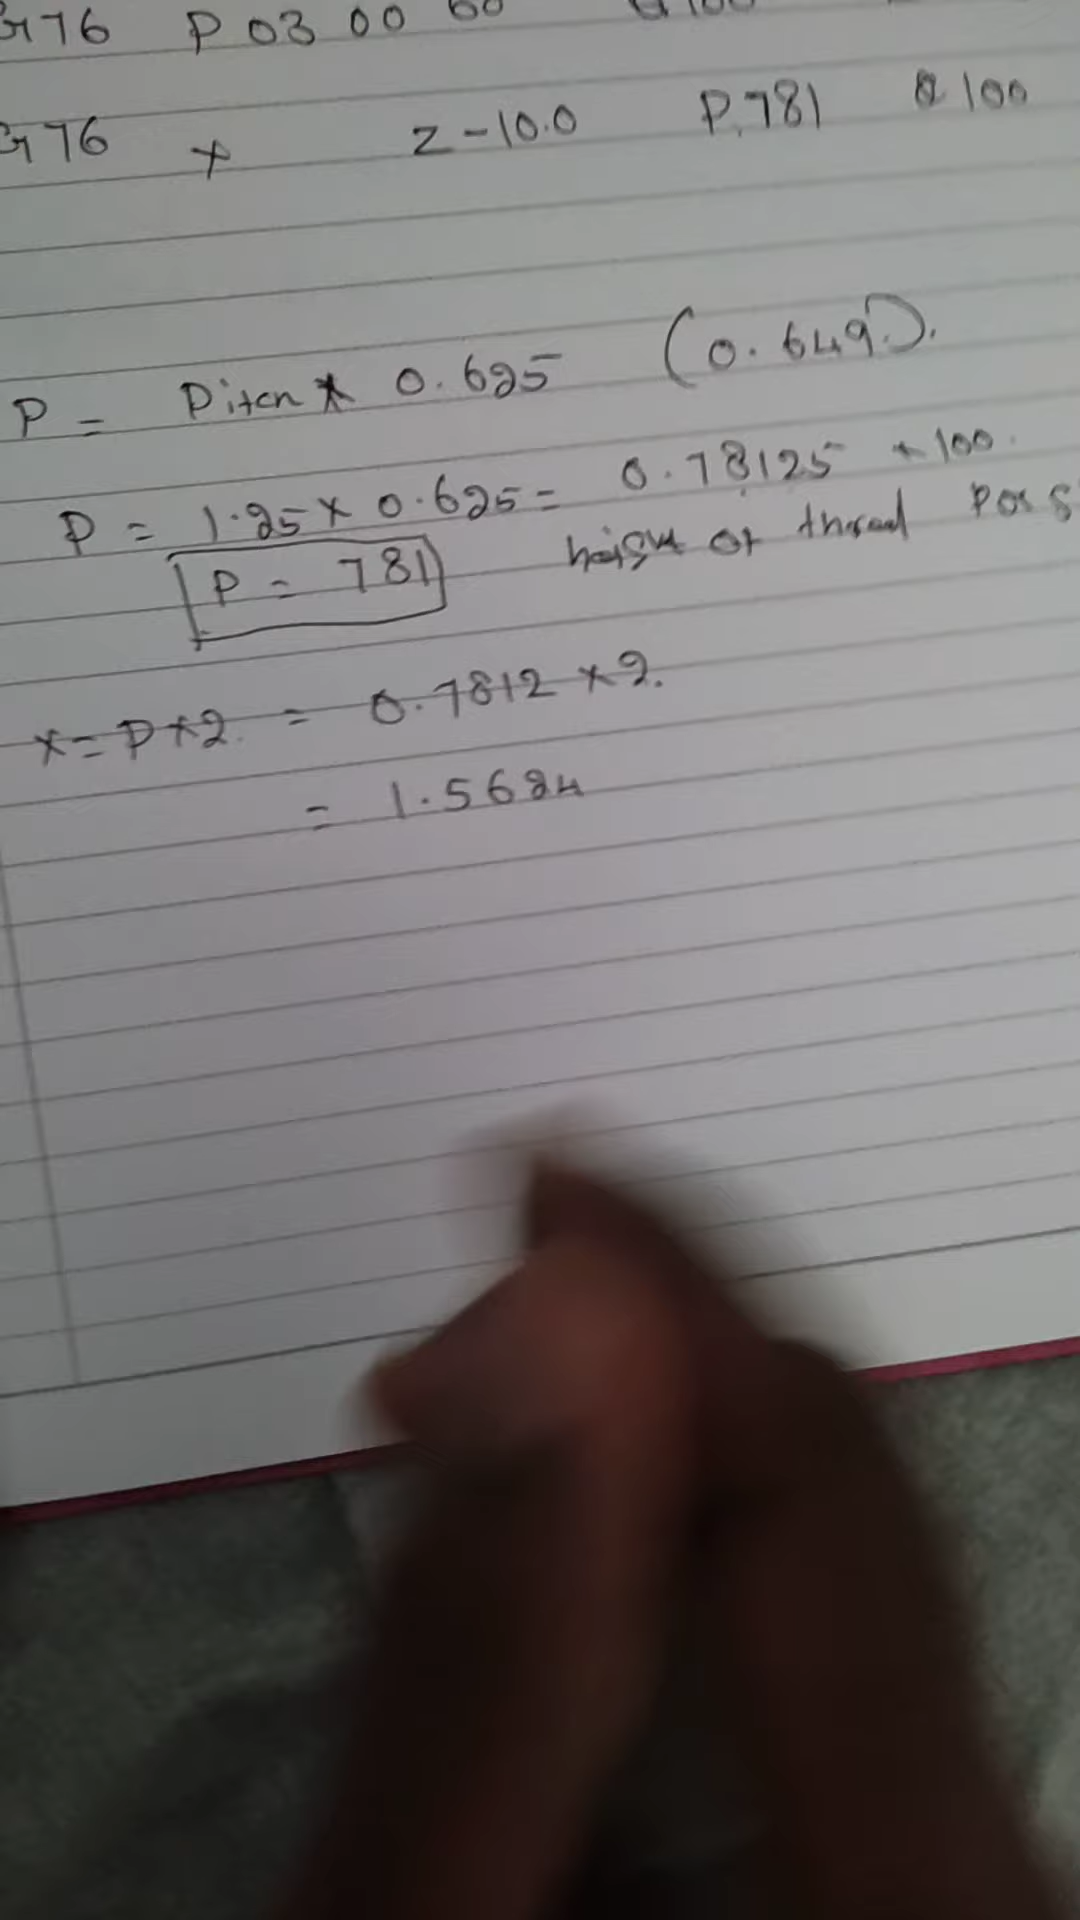 G76 P 03 00 60 Q100
G76 X Z-10.0 P.781 Q100
P = Pitch * 0.625 (0.649).
P = 1.25 x 0.625 = 0.78125 * 100.
P = 781 height of thread Pos
x = P*2. = 0.7812 x 2.
= 1.5624